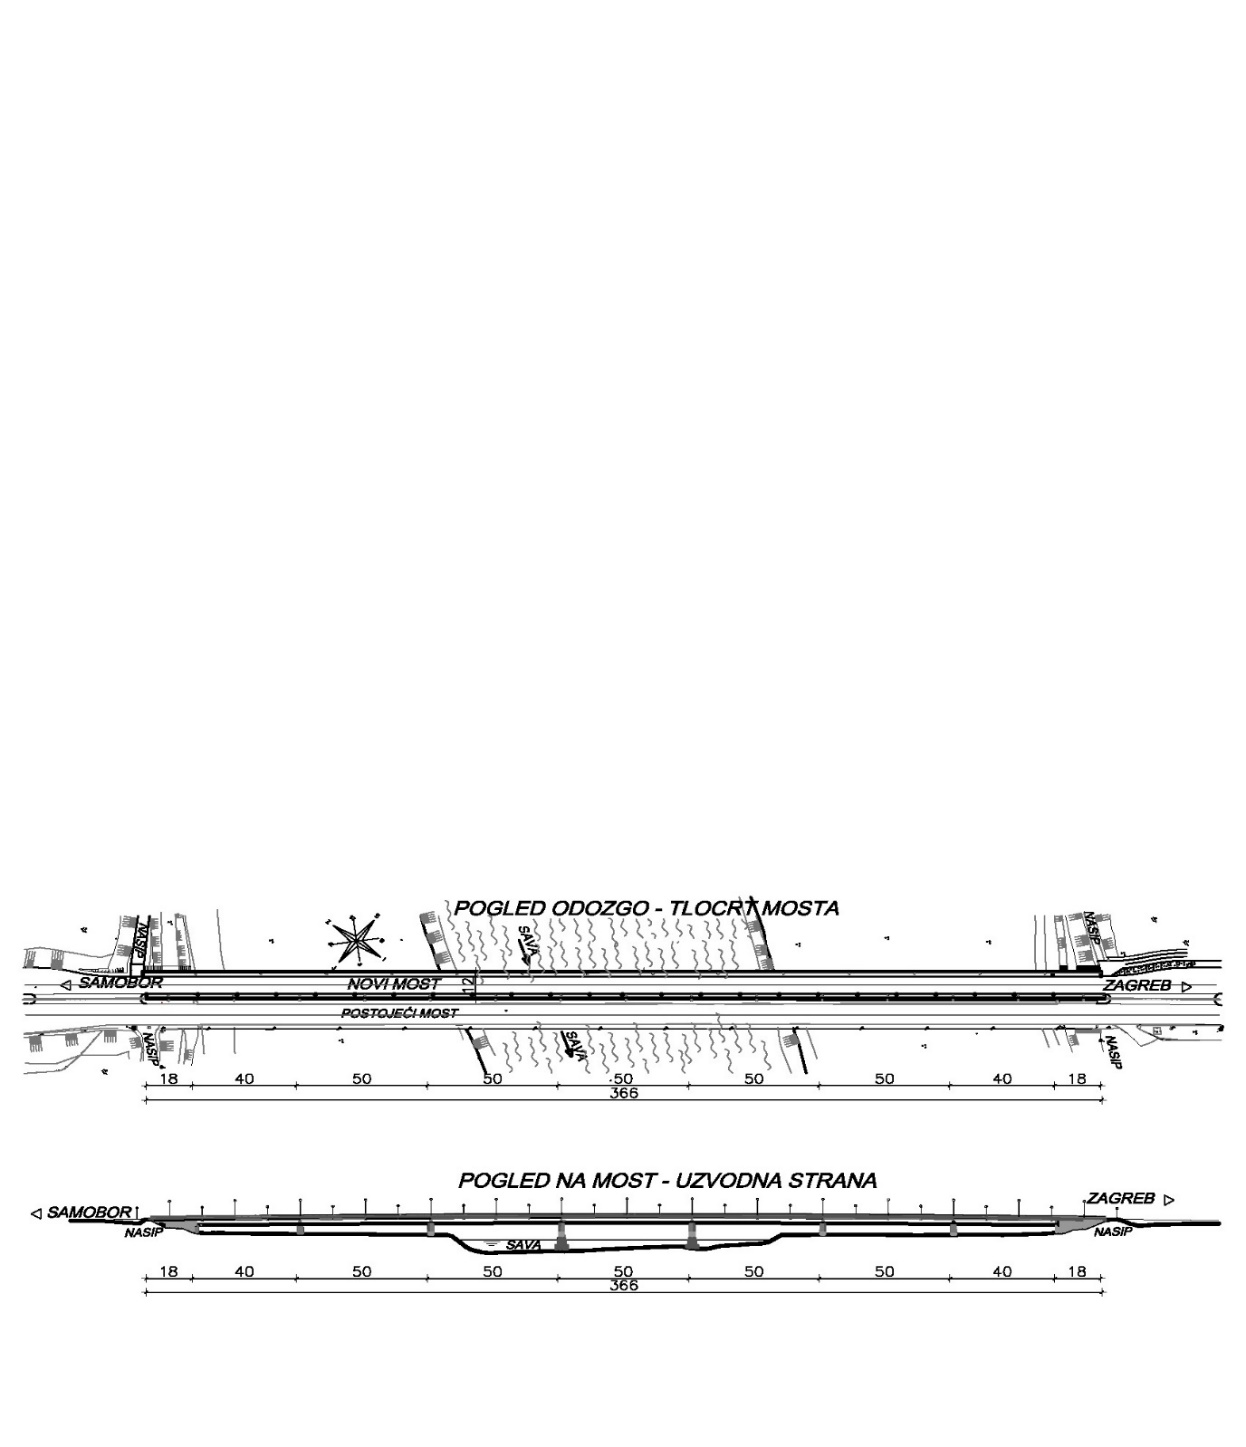 POGLED ODOZGO - TLOCRT MOSTA
NASIP
NASIP
SAVA
SAMOBOR
NOVI MOST
12
ZAGREB
POSTOJEĆI MOST
NASIP
SAVA
NASIP
18 40 50 50 50 50 50 40 18
366
POGLED NA MOST - UZVODNA STRANA
SAMOBOR
ZAGREB
NASIP
SAVA
NASIP
18 40 50 50 50 50 50 40 18
366